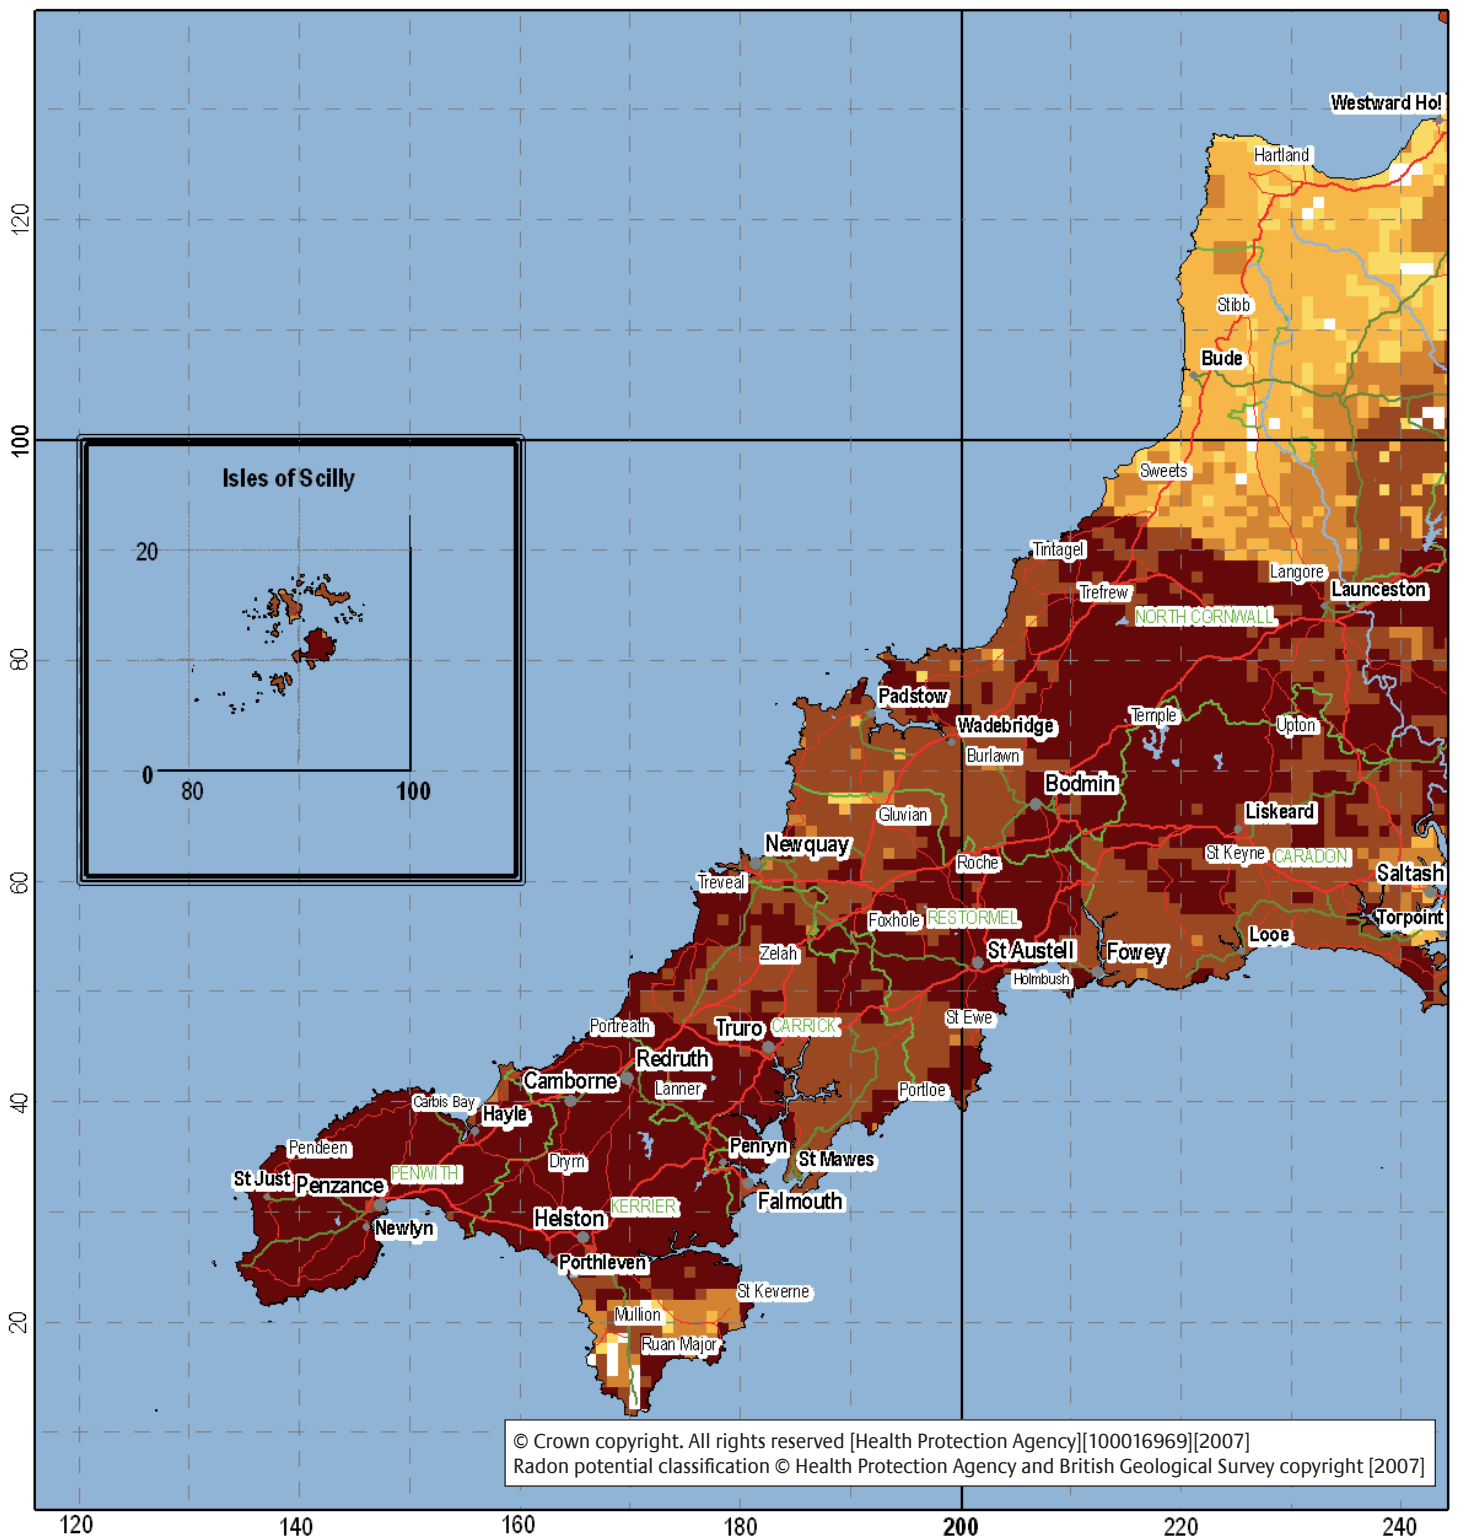 Westward Ho!
Hartland
120
Stibb
Bude
100
Sweets
Isles of Scilly
20
0
80
100
Tintagel
Langore
Trefrew
Launceston
NORTH CORNWALL
80
Padstow
Temple
Wadebridge
Upton
Burlawn
Bodmin
Gluvian
Liskeard
Newquay
St Keyne
CARADON
Roche
60
Treveal
Saltash
Foxhole
RESTORMEL
Torpoint
Looe
Zelah
St Austell
Fowey
Holmbush
St Ewe
Portreath
Truro
CARRICK
Redruth
Camborne
Lanner
Portloe
40
Carbis Bay
Hayle
Pendeen
Penryn
Drym
St Mawes
PENWITH
St Just
Penzance
Falmouth
KERRIER
Helston
Newlyn
Porthleven
St Keverne
Mullion
20
Ruan Major
© Crown copyright. All rights reserved [Health Protection Agency][100016969][2007]
Radon potential classification © Health Protection Agency and British Geological Survey copyright [2007]
120
140
160
180
200
220
240